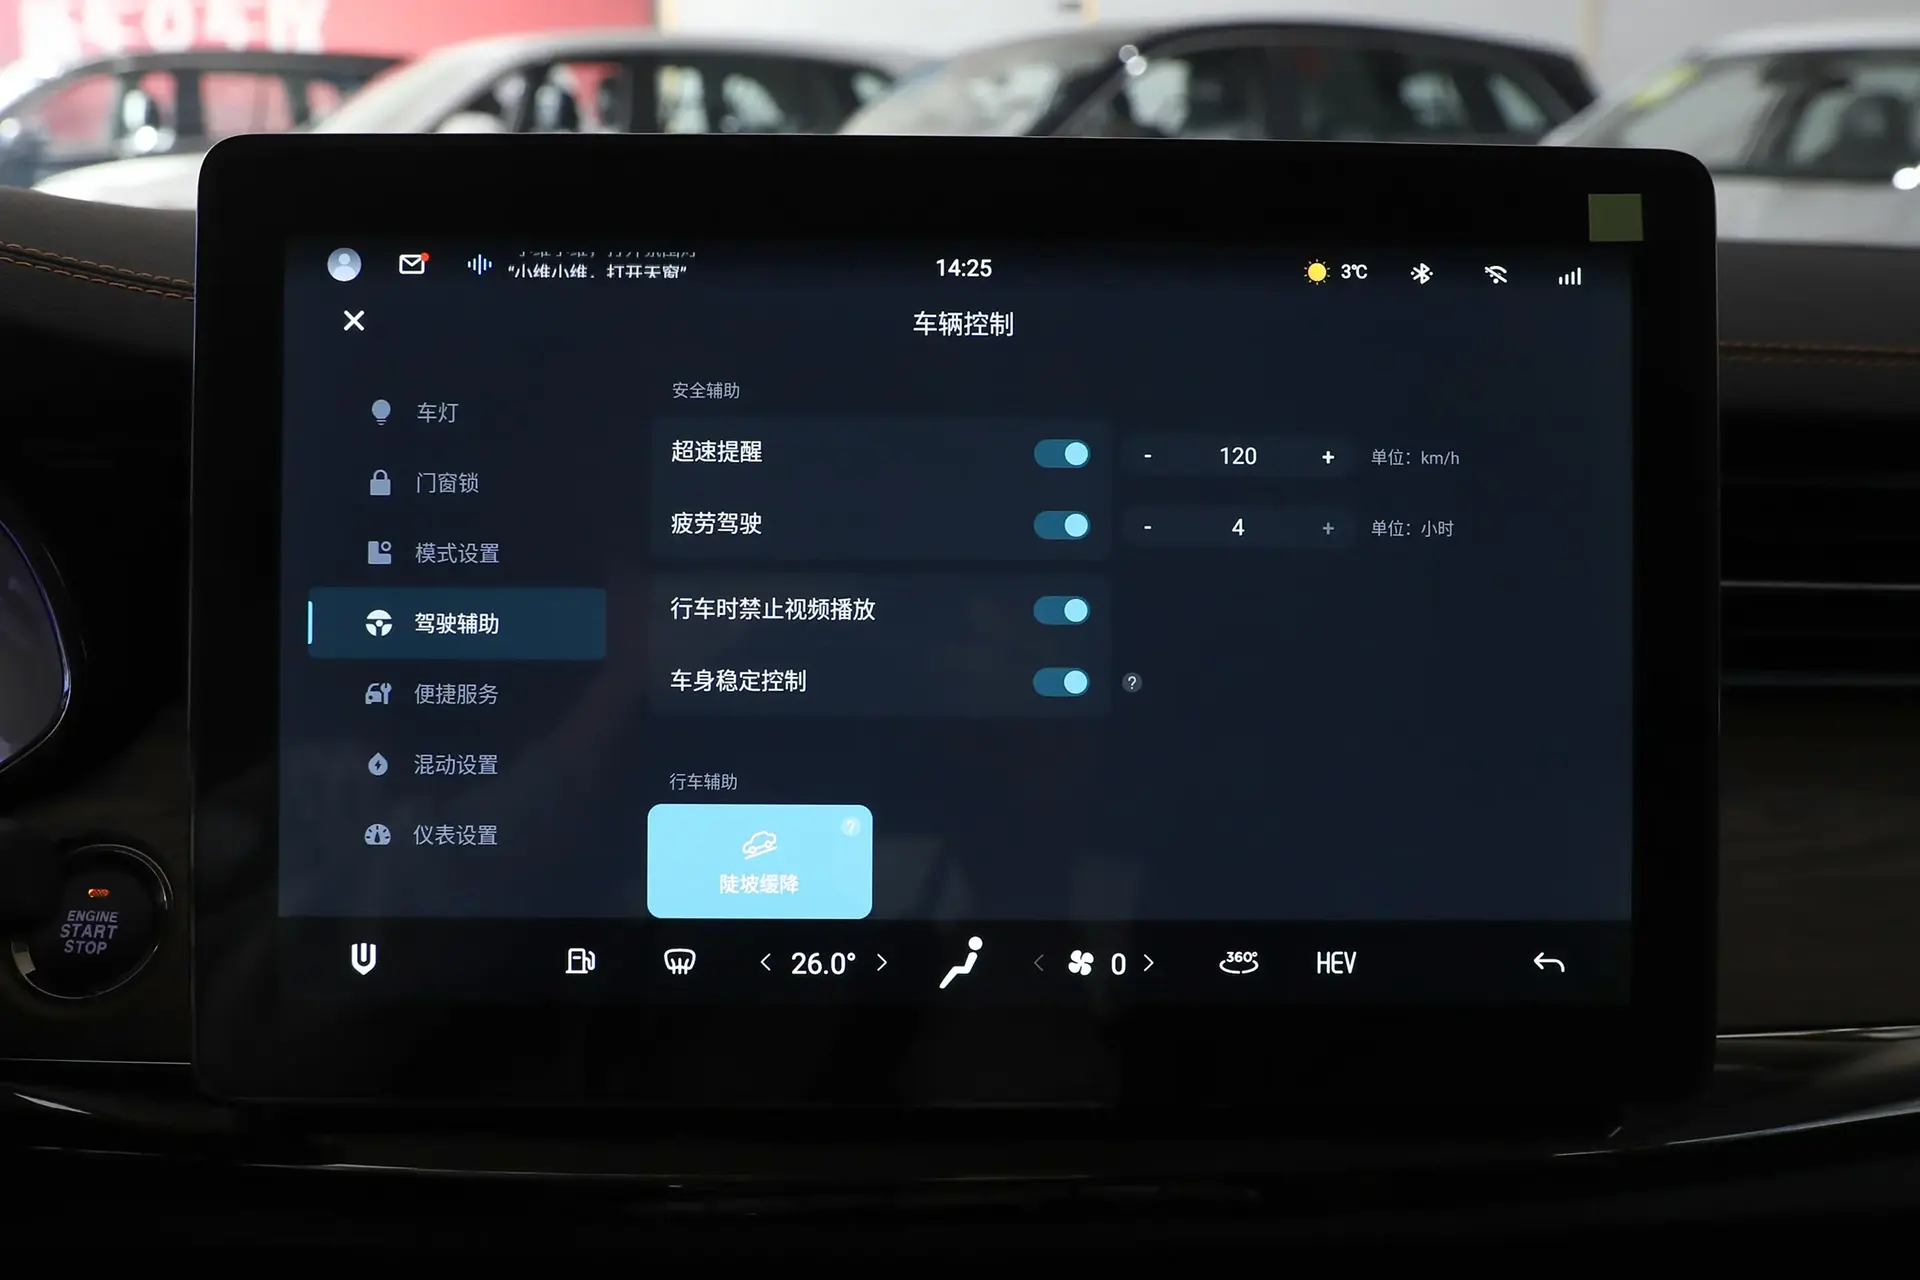 “小维小维，打开天窗”
14:25
3℃
车辆控制
车灯
门窗锁
模式设置
驾驶辅助
便捷服务
混动设置
仪表设置
安全辅助
超速提醒
- 120 + 单位：km/h
疲劳驾驶
- 4 + 单位：小时
行车时禁止视频播放
车身稳定控制 ?
行车辅助
?
陡坡缓降
< 26.0° >
< 0 >
360°
HEV
ENGINE
START
STOP